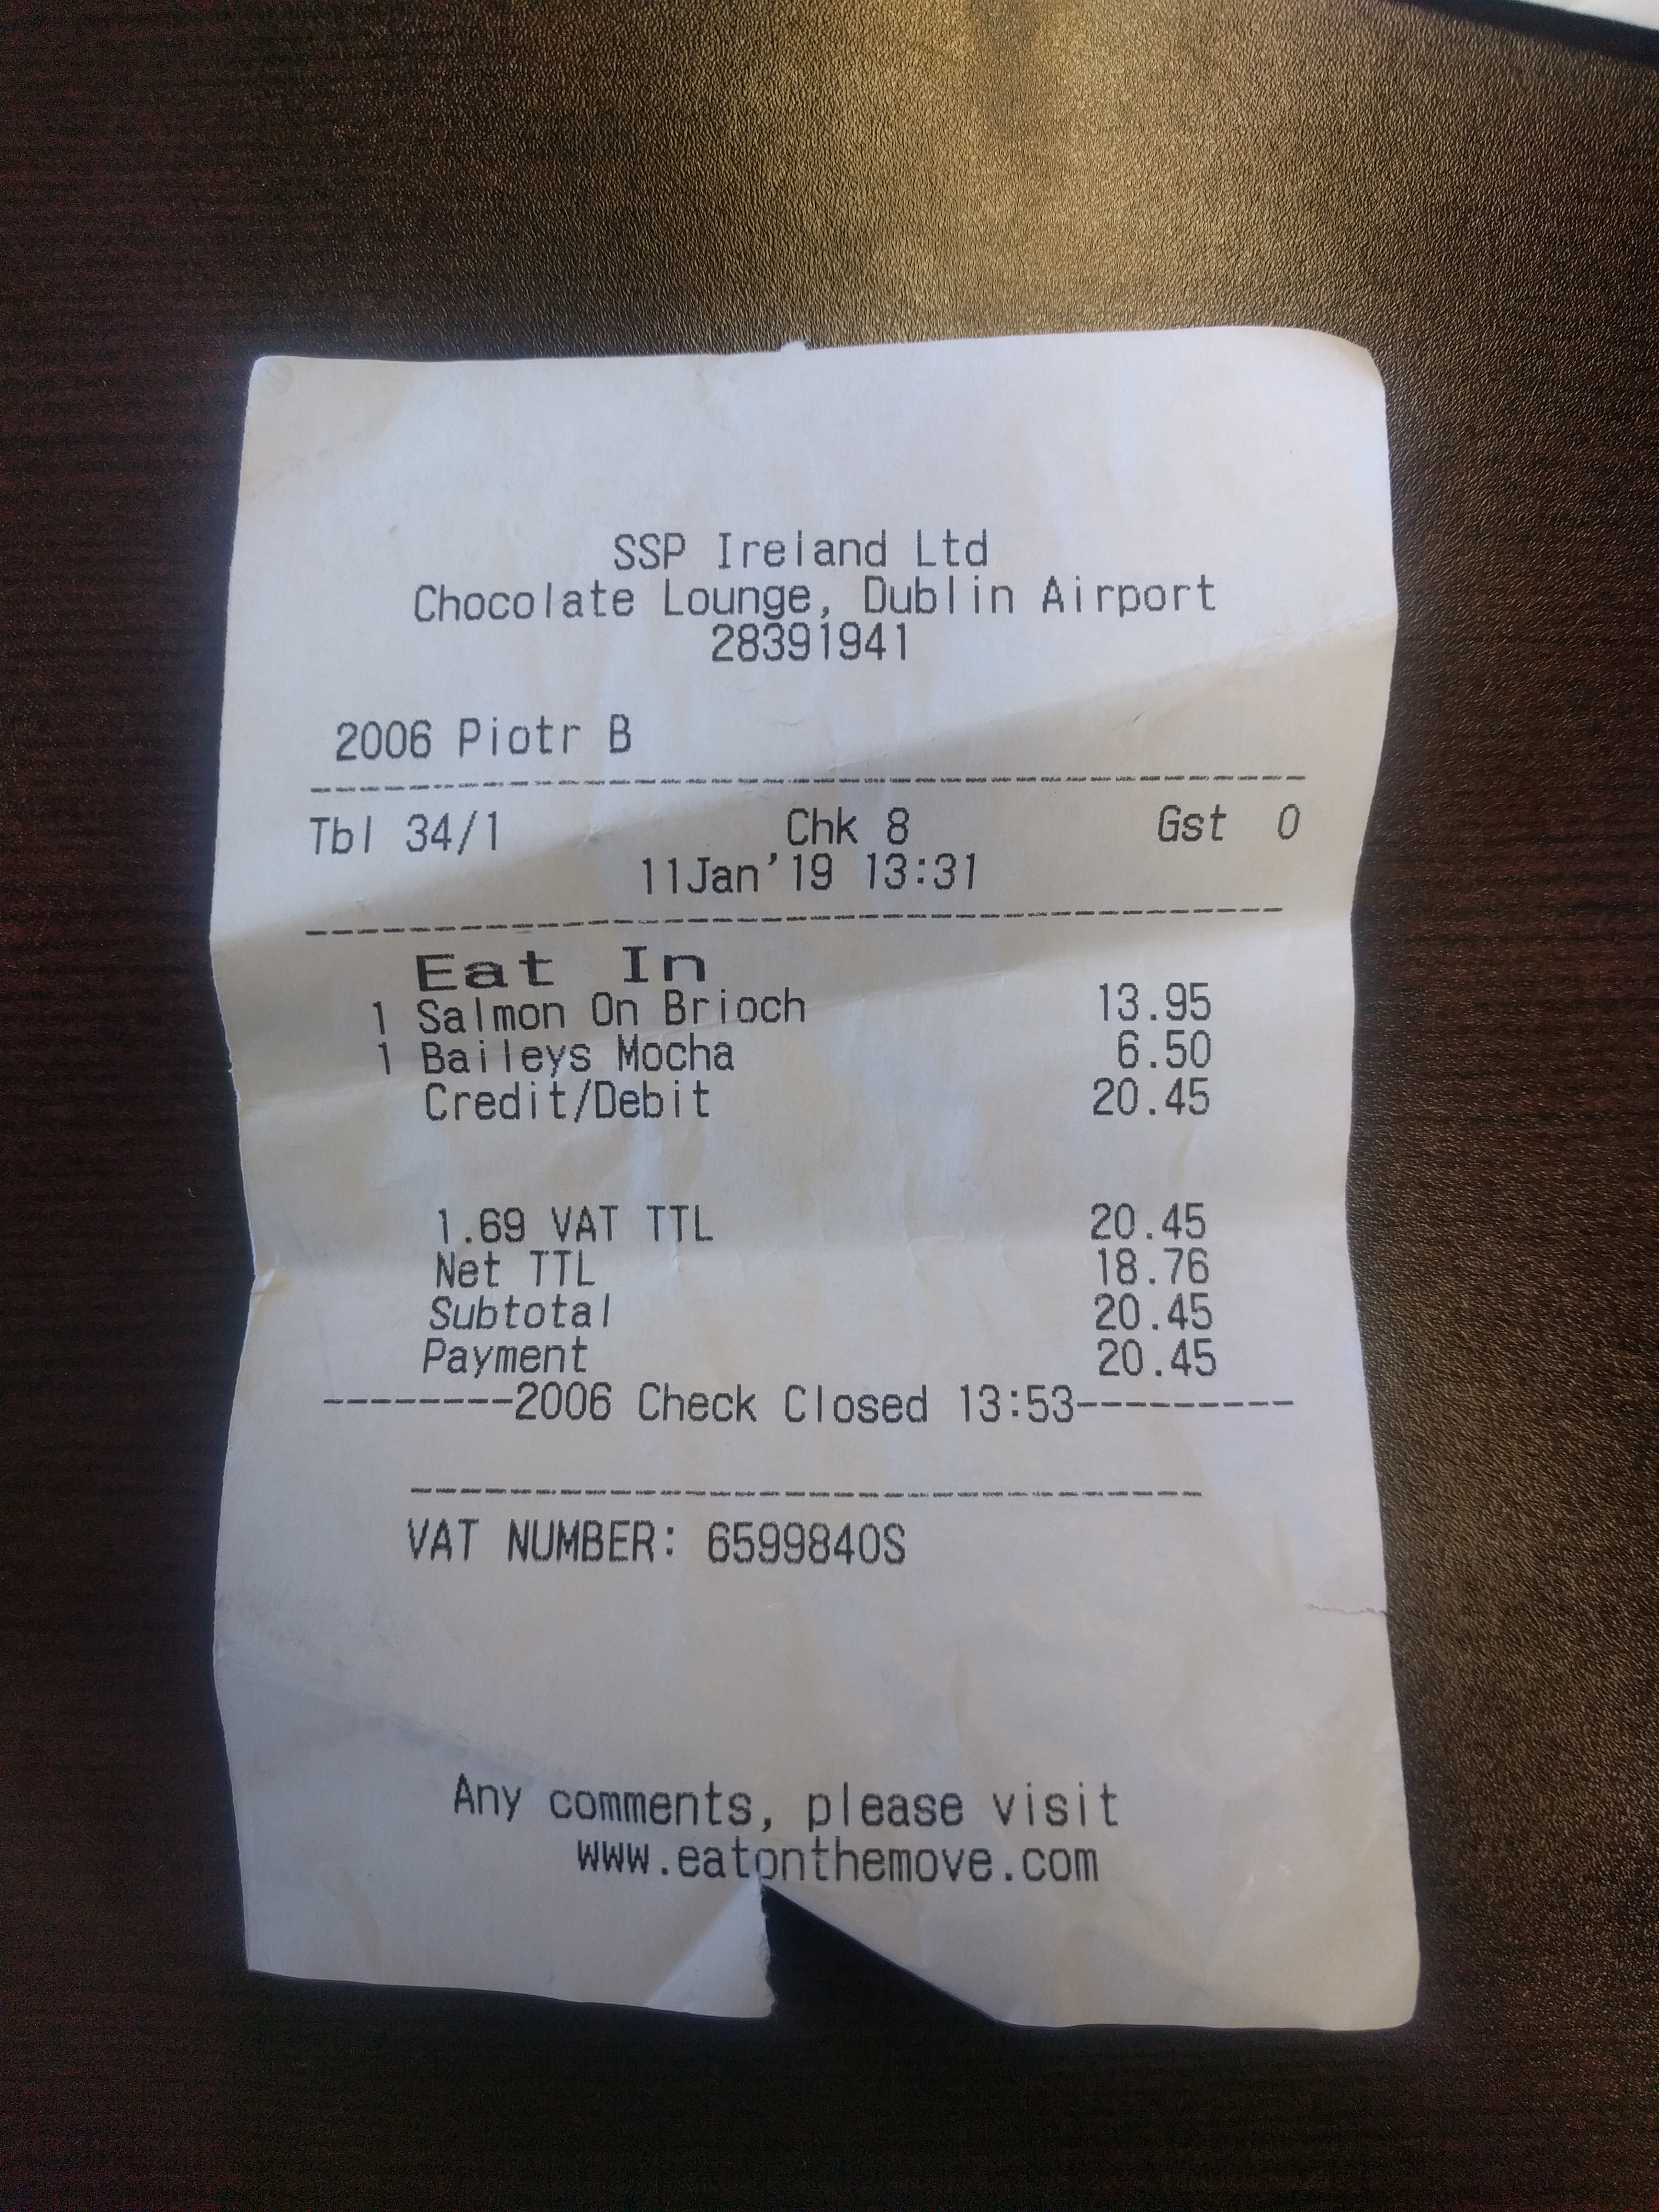 SSP Ireland Ltd
Chocolate Lounge, Dublin Airport
28391941
2006 Piotr B
Tbl 34/1 Chk 8 Gst 0
11Jan'19 13:31
Eat In
1 Salmon On Brioch 13.95
1 Baileys Mocha 6.50
Credit/Debit 20.45
1.69 VAT TTL 20.45
Net TTL 18.76
Subtotal 20.45
Payment 20.45
--------2006 Check Closed 13:53---------
VAT NUMBER: 6599840S
Any comments, please visit
www.eatonthemove.com